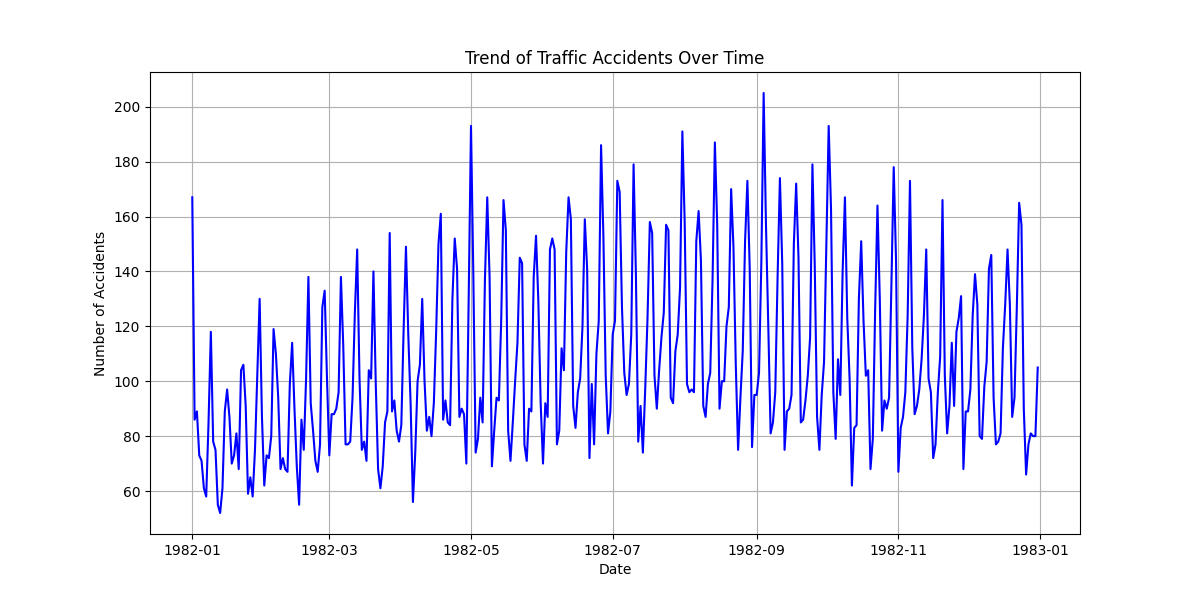 Trend of Traffic Accidents Over Time
Number of Accidents
200
180
160
140
120
100
80
60
1982-01 1982-03 1982-05 1982-07 1982-09 1982-11 1983-01
Date